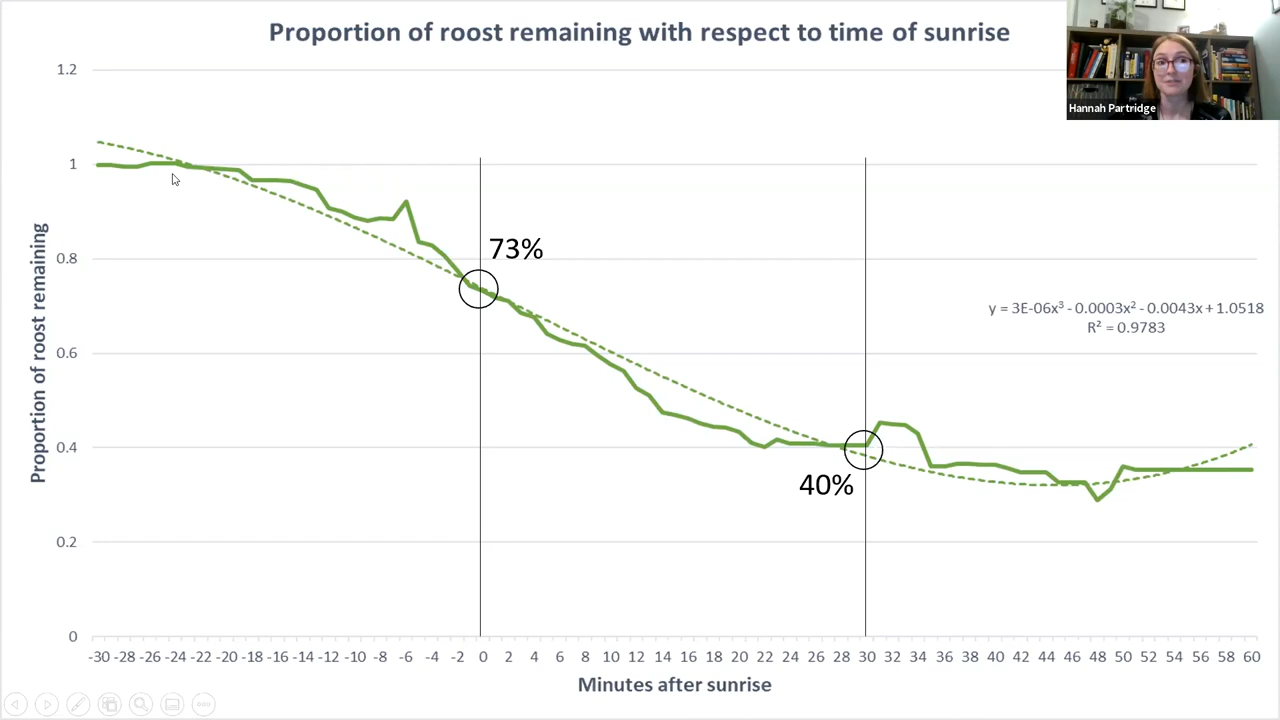 Proportion of roost remaining with respect to time of sunrise
Hannah Partridge
1.2
1
0.8
0.6
0.4
0.2
0
Proportion of roost remaining
73%
40%
y = 3E-06x³ - 0.0003x² - 0.0043x + 1.0518
R² = 0.9783
-30 -28 -26 -24 -22 -20 -18 -16 -14 -12 -10 -8 -6 -4 -2 0 2 4 6 8 10 12 14 16 18 20 22 24 26 28 30 32 34 36 38 40 42 44 46 48 50 52 54 56 58 60
Minutes after sunrise